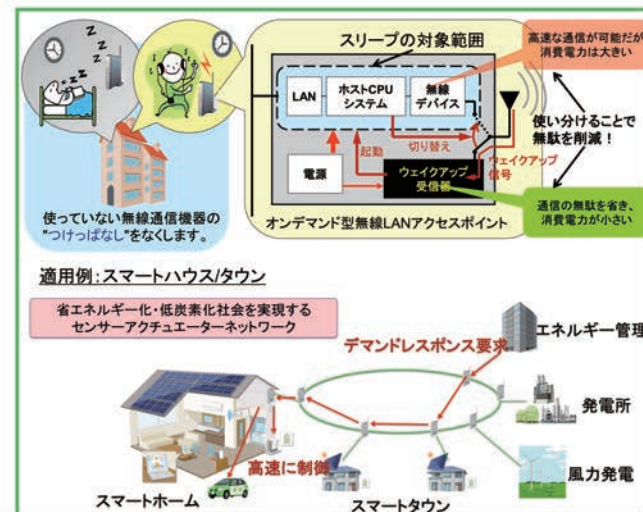 スリープの対象範囲
高速な通信が可能だが
消費電力は大きい
z z z z
z z z
LAN
ホストCPU
システム
無線
デバイス
使い分けることで
無駄を削減！
起動
切り替え
ウェイクアップ
信号
電源
ウェイクアップ
受信器
通信の無駄を省き、
消費電力が小さい
オンデマンド型無線LANアクセスポイント
使っていない無線通信機器の
"つけっぱなし"をなくします。
適用例：スマートハウス/タウン
省エネルギー化・低炭素化社会を実現する
センサーアクチュエーターネットワーク
デマンドレスポンス要求
エネルギー管理
発電所
高速に制御
風力発電
スマートホーム
スマートタウン